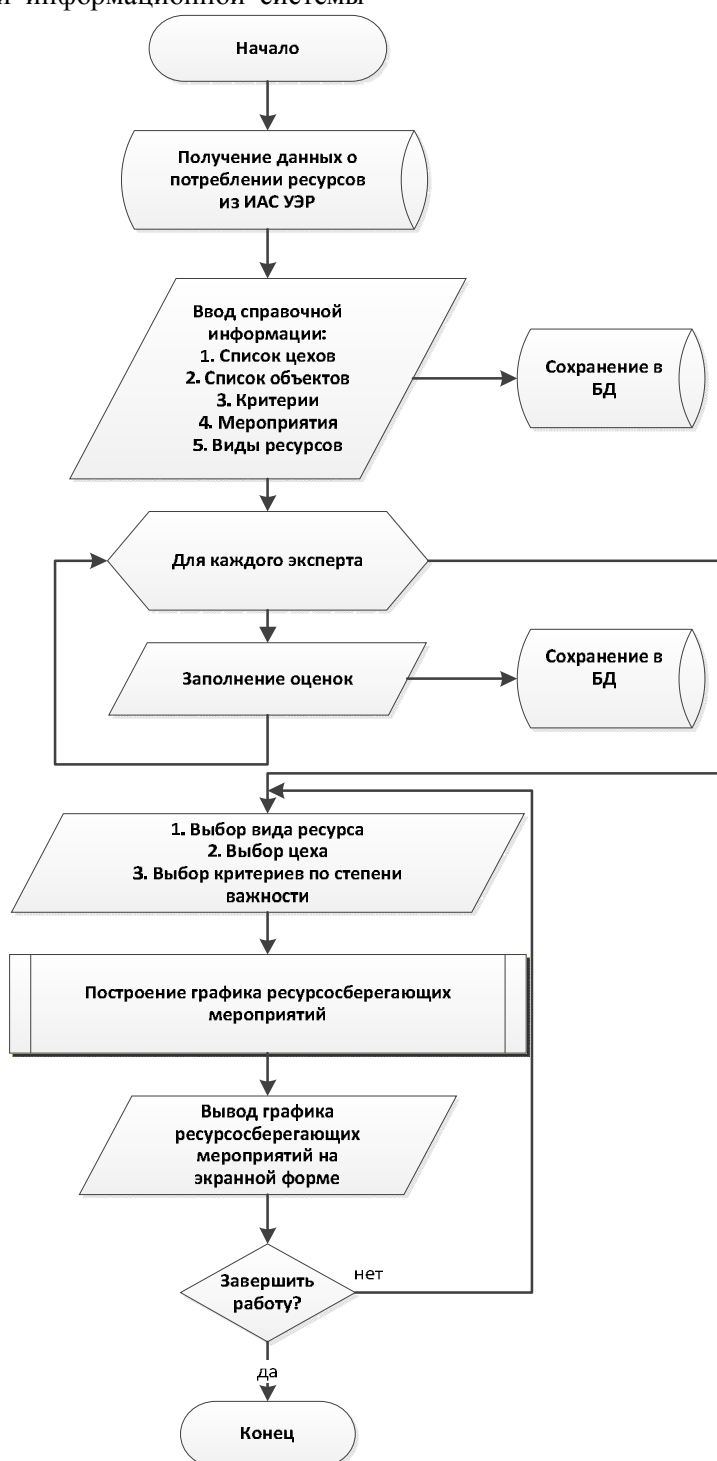 информационной системы
Начало
Получение данных о
потреблении ресурсов
из ИАС УЭР
Ввод справочной
информации:
1. Список цехов
2. Список объектов
3. Критерии
4. Мероприятия
5. Виды ресурсов
Сохранение в
БД
Для каждого эксперта
Заполнение оценок
Сохранение в
БД
1. Выбор вида ресурса
2. Выбор цеха
3. Выбор критериев по степени
важности
Построение графика ресурсосберегающих
мероприятий
Вывод графика
ресурсосберегающих
мероприятий на
экранной форме
Завершить
работу?
нет
да
Конец